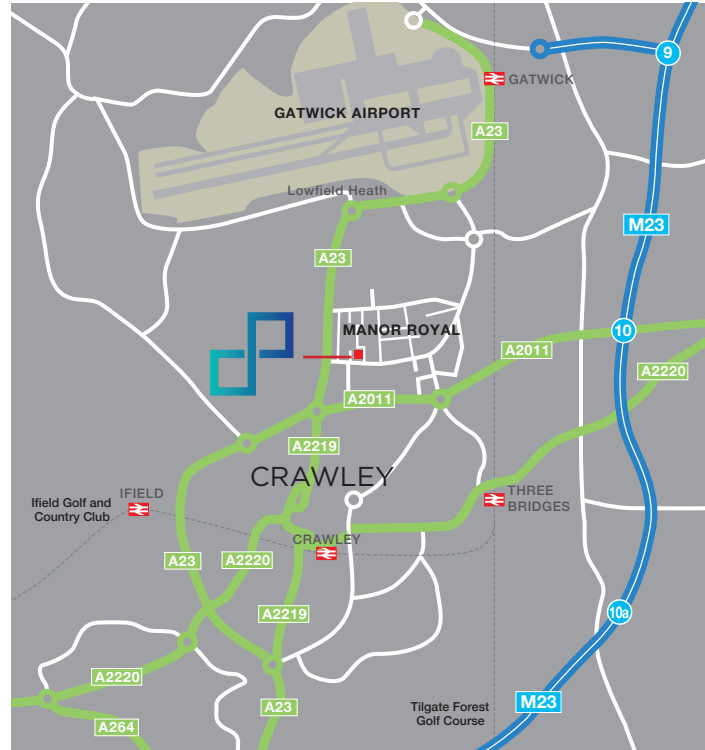 9
GATWICK
GATWICK AIRPORT
A23
Lowfield Heath
M23
A23
MANOR ROYAL
10
A2011
A2220
A2011
A2219
CRAWLEY
IFIELD
Ifield Golf and
Country Club
THREE
BRIDGES
CRAWLEY
A23
A2220
A2219
10a
A2220
A23
A264
M23
Tilgate Forest
Golf Course